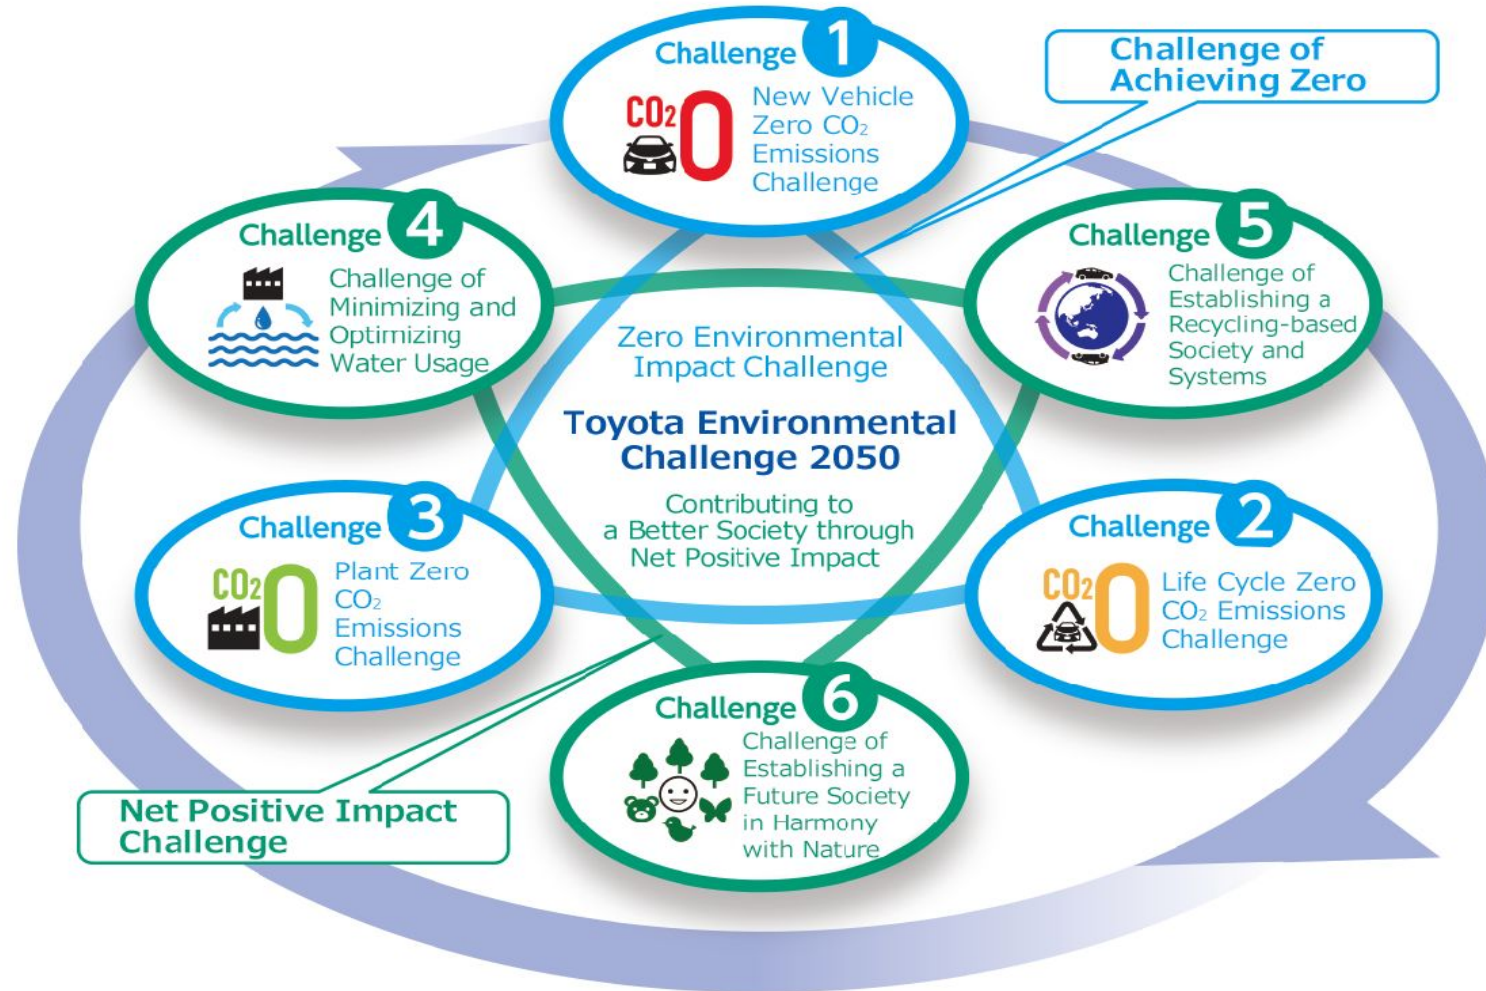 Challenge 1
CO₂ 0
New Vehicle
Zero CO₂
Emissions
Challenge
Challenge of
Achieving Zero
Challenge 4
Challenge of
Minimizing and
Optimizing
Water Usage
Challenge 5
Challenge of
Establishing a
Recycling-based
Society and
Systems
Zero Environmental
Impact Challenge
Toyota Environmental
Challenge 2050
Contributing to
a Better Society through
Net Positive Impact
Challenge 3
CO₂ 0
Plant Zero
CO₂
Emissions
Challenge
Challenge 2
CO₂ 0
Life Cycle Zero
CO₂ Emissions
Challenge
Challenge 6
Challenge of
Establishing a
Future Society
in Harmony
with Nature
Net Positive Impact
Challenge